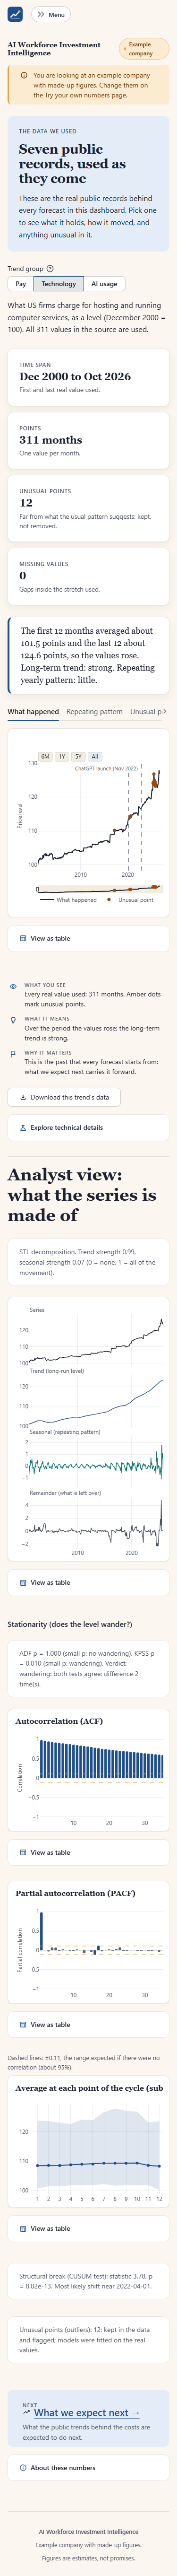 Menu
AI Workforce Investment
Intelligence
Example
company
You are looking at an example company
with made-up figures. Change them on
the Try your own numbers page.
THE DATA WE USED
Seven public
records, used as
they come
These are the real public records behind
every forecast in this dashboard. Pick one
to see what it holds, how it moved, and
anything unusual in it.
Trend group
Pay
Technology
AI usage
What US firms charge for hosting and running
computer services, as a level (December 2000 =
100). All 311 values in the source are used.
TIME SPAN
Dec 2000 to Oct 2026
First and last real value used.
POINTS
311 months
One value per month.
UNUSUAL POINTS
12
Far from what the usual pattern suggests; kept,
not removed.
MISSING VALUES
0
Gaps inside the stretch used.
The first 12 months averaged about
101.5 points and the last 12 about
124.6 points, so the values rose.
Long-term trend: strong. Repeating
yearly pattern: little.
What happened
Repeating pattern
Unusual p
6M
1Y
5Y
All
130
ChatGPT launch (Nov 2022)
120
110
100
Price level
2010
2020
0
What happened
Unusual point
View as table
WHAT YOU SEE
Every real value used: 311 months. Amber dots
mark unusual points.
WHAT IT MEANS
Over the period the values rose; the long-term
trend is strong.
WHY IT MATTERS
This is the past that every forecast starts from:
what we expect next carries it forward.
Download this trend's data
Explore technical details
Analyst view:
what the series is
made of
STL decomposition. Trend strength 0.99,
seasonal strength 0.07 (0 = none, 1 = all of the
movement).
Series
120
110
100
Trend (long-run level)
120
110
100
Seasonal (repeating pattern)
2
1
0
−1
Remainder (what is left over)
4
2
0
−2
2010
2020
View as table
Stationarity (does the level wander?)
ADF p = 1.000 (small p: no wandering). KPSS p
= 0.010 (small p: wandering). Verdict:
wandering: both tests agree; difference 2
time(s).
Autocorrelation (ACF)
1
0.5
0
−0.5
−1
Correlation
10
20
30
View as table
Partial autocorrelation (PACF)
1
0.5
0
−0.5
−1
Partial correlation
10
20
30
View as table
Dashed lines: ±0.11, the range expected if there were no
correlation (about 95%).
Average at each point of the cycle (sub
120
110
100
1 2 3 4 5 6 7 8 9 10 11 12
View as table
Structural break (CUSUM test): statistic 3.78, p
= 8.02e-13. Most likely shift near 2022-04-01.
Unusual points (outliers): 12; kept in the data
and flagged; models were fitted on the real
values.
NEXT
What we expect next →
What the public trends behind the costs are
expected to do next.
About these numbers
AI Workforce Investment Intelligence
Example company with made-up figures.
Figures are estimates, not promises.